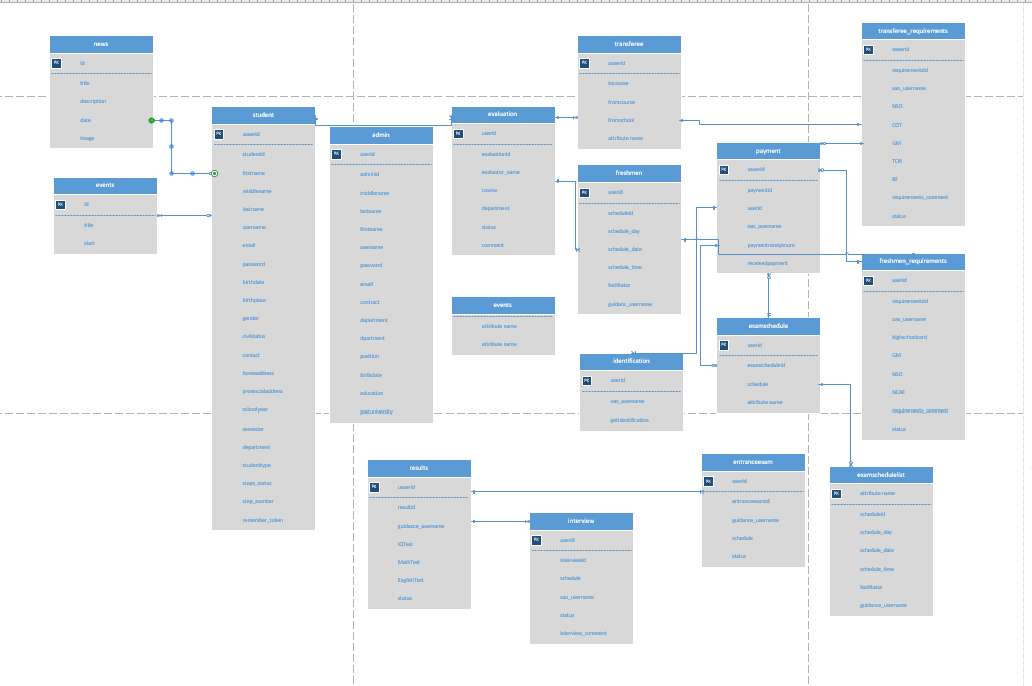 news
PK
id
title
description
date
image
events
PK
id
title
start
student
PK
userid
studentid
firstname
middlename
lastname
username
email
password
birthdate
birthplace
gender
civilstatus
contact
homeaddress
provincialaddress
schoolyear
semester
department
studenttype
steps_status
step_number
remember_token
admin
PK
userid
adminid
middlename
lastname
firstname
username
password
email
contract
department
dpartment
position
birthdate
education
paiduniversity
evaluation
PK
userid
evaluationid
evaluator_name
course
department
status
comment
events
attribute name
attribute name
transferee
PK
userid
tocourse
fromcourse
fromschool
attribute name
freshmen
PK
userid
scheduleid
schedule_day
schedule_date
schedule_time
facilitator
guidanc_username
identification
PK
userid
oas_username
getidentification
payment
PK
userid
paymentid
userid
oas_username
paymentreceiptnum
receivedpayment
examschedule
PK
userid
examscheduleid
schedule
attribute name
transferee_requirements
PK
userid
requirementsid
oas_username
NSO
COT
GM
TOR
RF
requirements_comment
status
freshmen_requirements
PK
userid
requirementsid
oas_username
highschoolcard
GM
NSO
NCAE
requirements_comment
status
results
PK
userid
resultid
guidance_username
IQTest
MathTest
EnglishTest
status
interview
PK
userid
interviewid
schedule
oas_username
status
interview_comment
entranceexam
PK
userid
entranceexamid
guidance_username
schedule
status
examschedulelist
PK
attribute name
scheduleid
schedule_day
schedule_date
schedule_time
facilitator
guidance_username